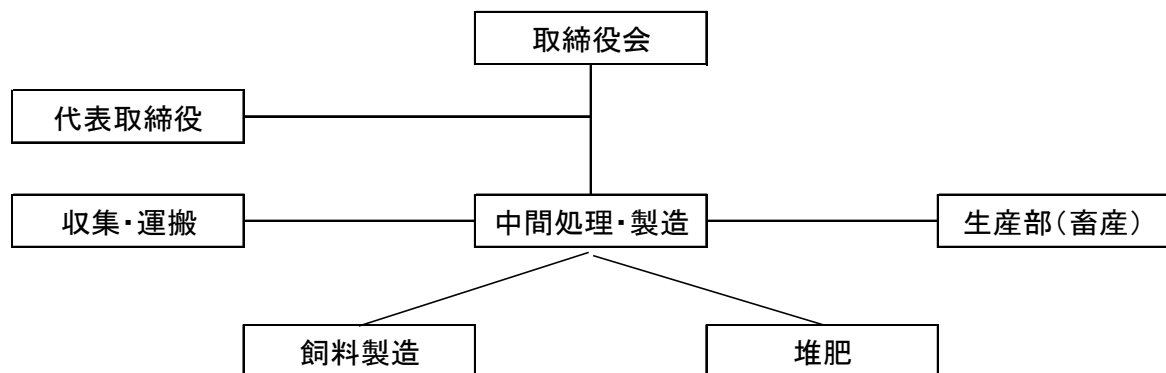 取締役会
代表取締役
収集・運搬
中間処理・製造
生産部(畜産)
飼料製造
堆肥